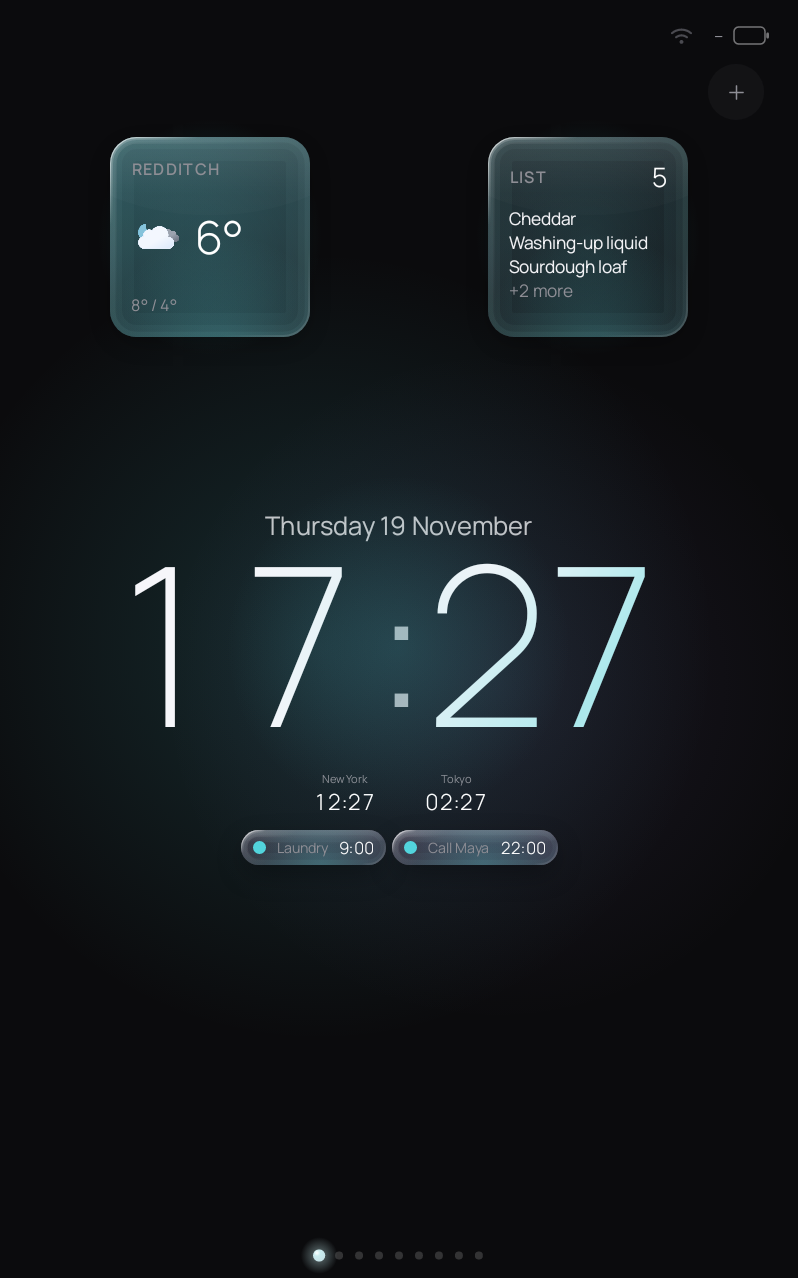 –
+
REDDITCH
6°
8° / 4°
LIST 5
Cheddar
Washing-up liquid
Sourdough loaf
+2 more
Thursday 19 November
17:27
New York
12:27
Tokyo
02:27
Laundry 9:00
Call Maya 22:00